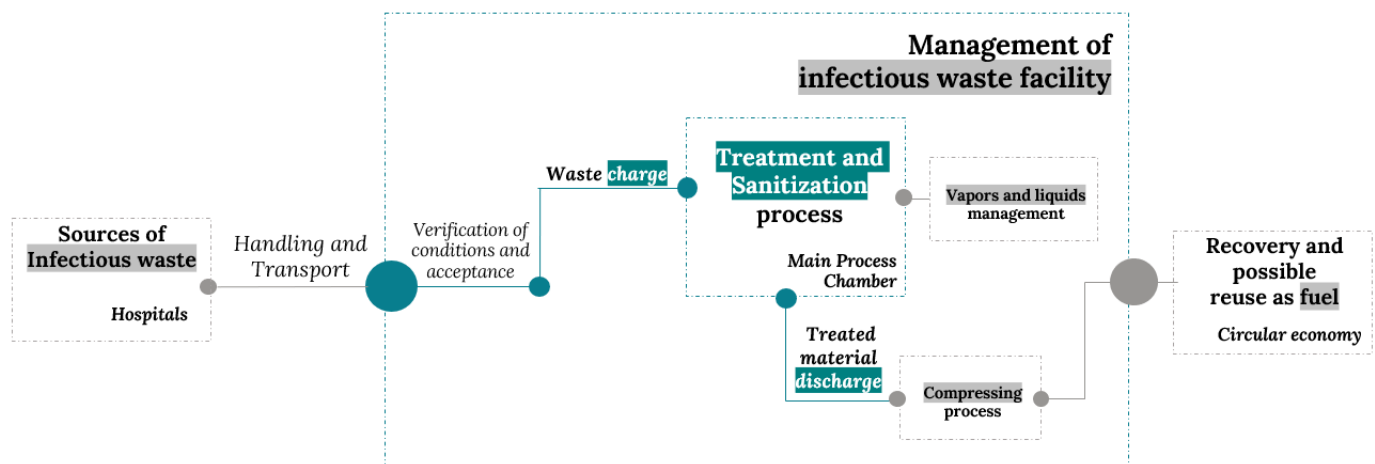 Management of
infectious waste facility
Sources of
Infectious waste
Hospitals
Handling and
Transport
Verification of
conditions and
acceptance
Waste charge
Treatment and
Sanitization
process
Main Process
Chamber
Vapors and liquids
management
Treated
material
discharge
Compressing
process
Recovery and
possible
reuse as fuel
Circular economy